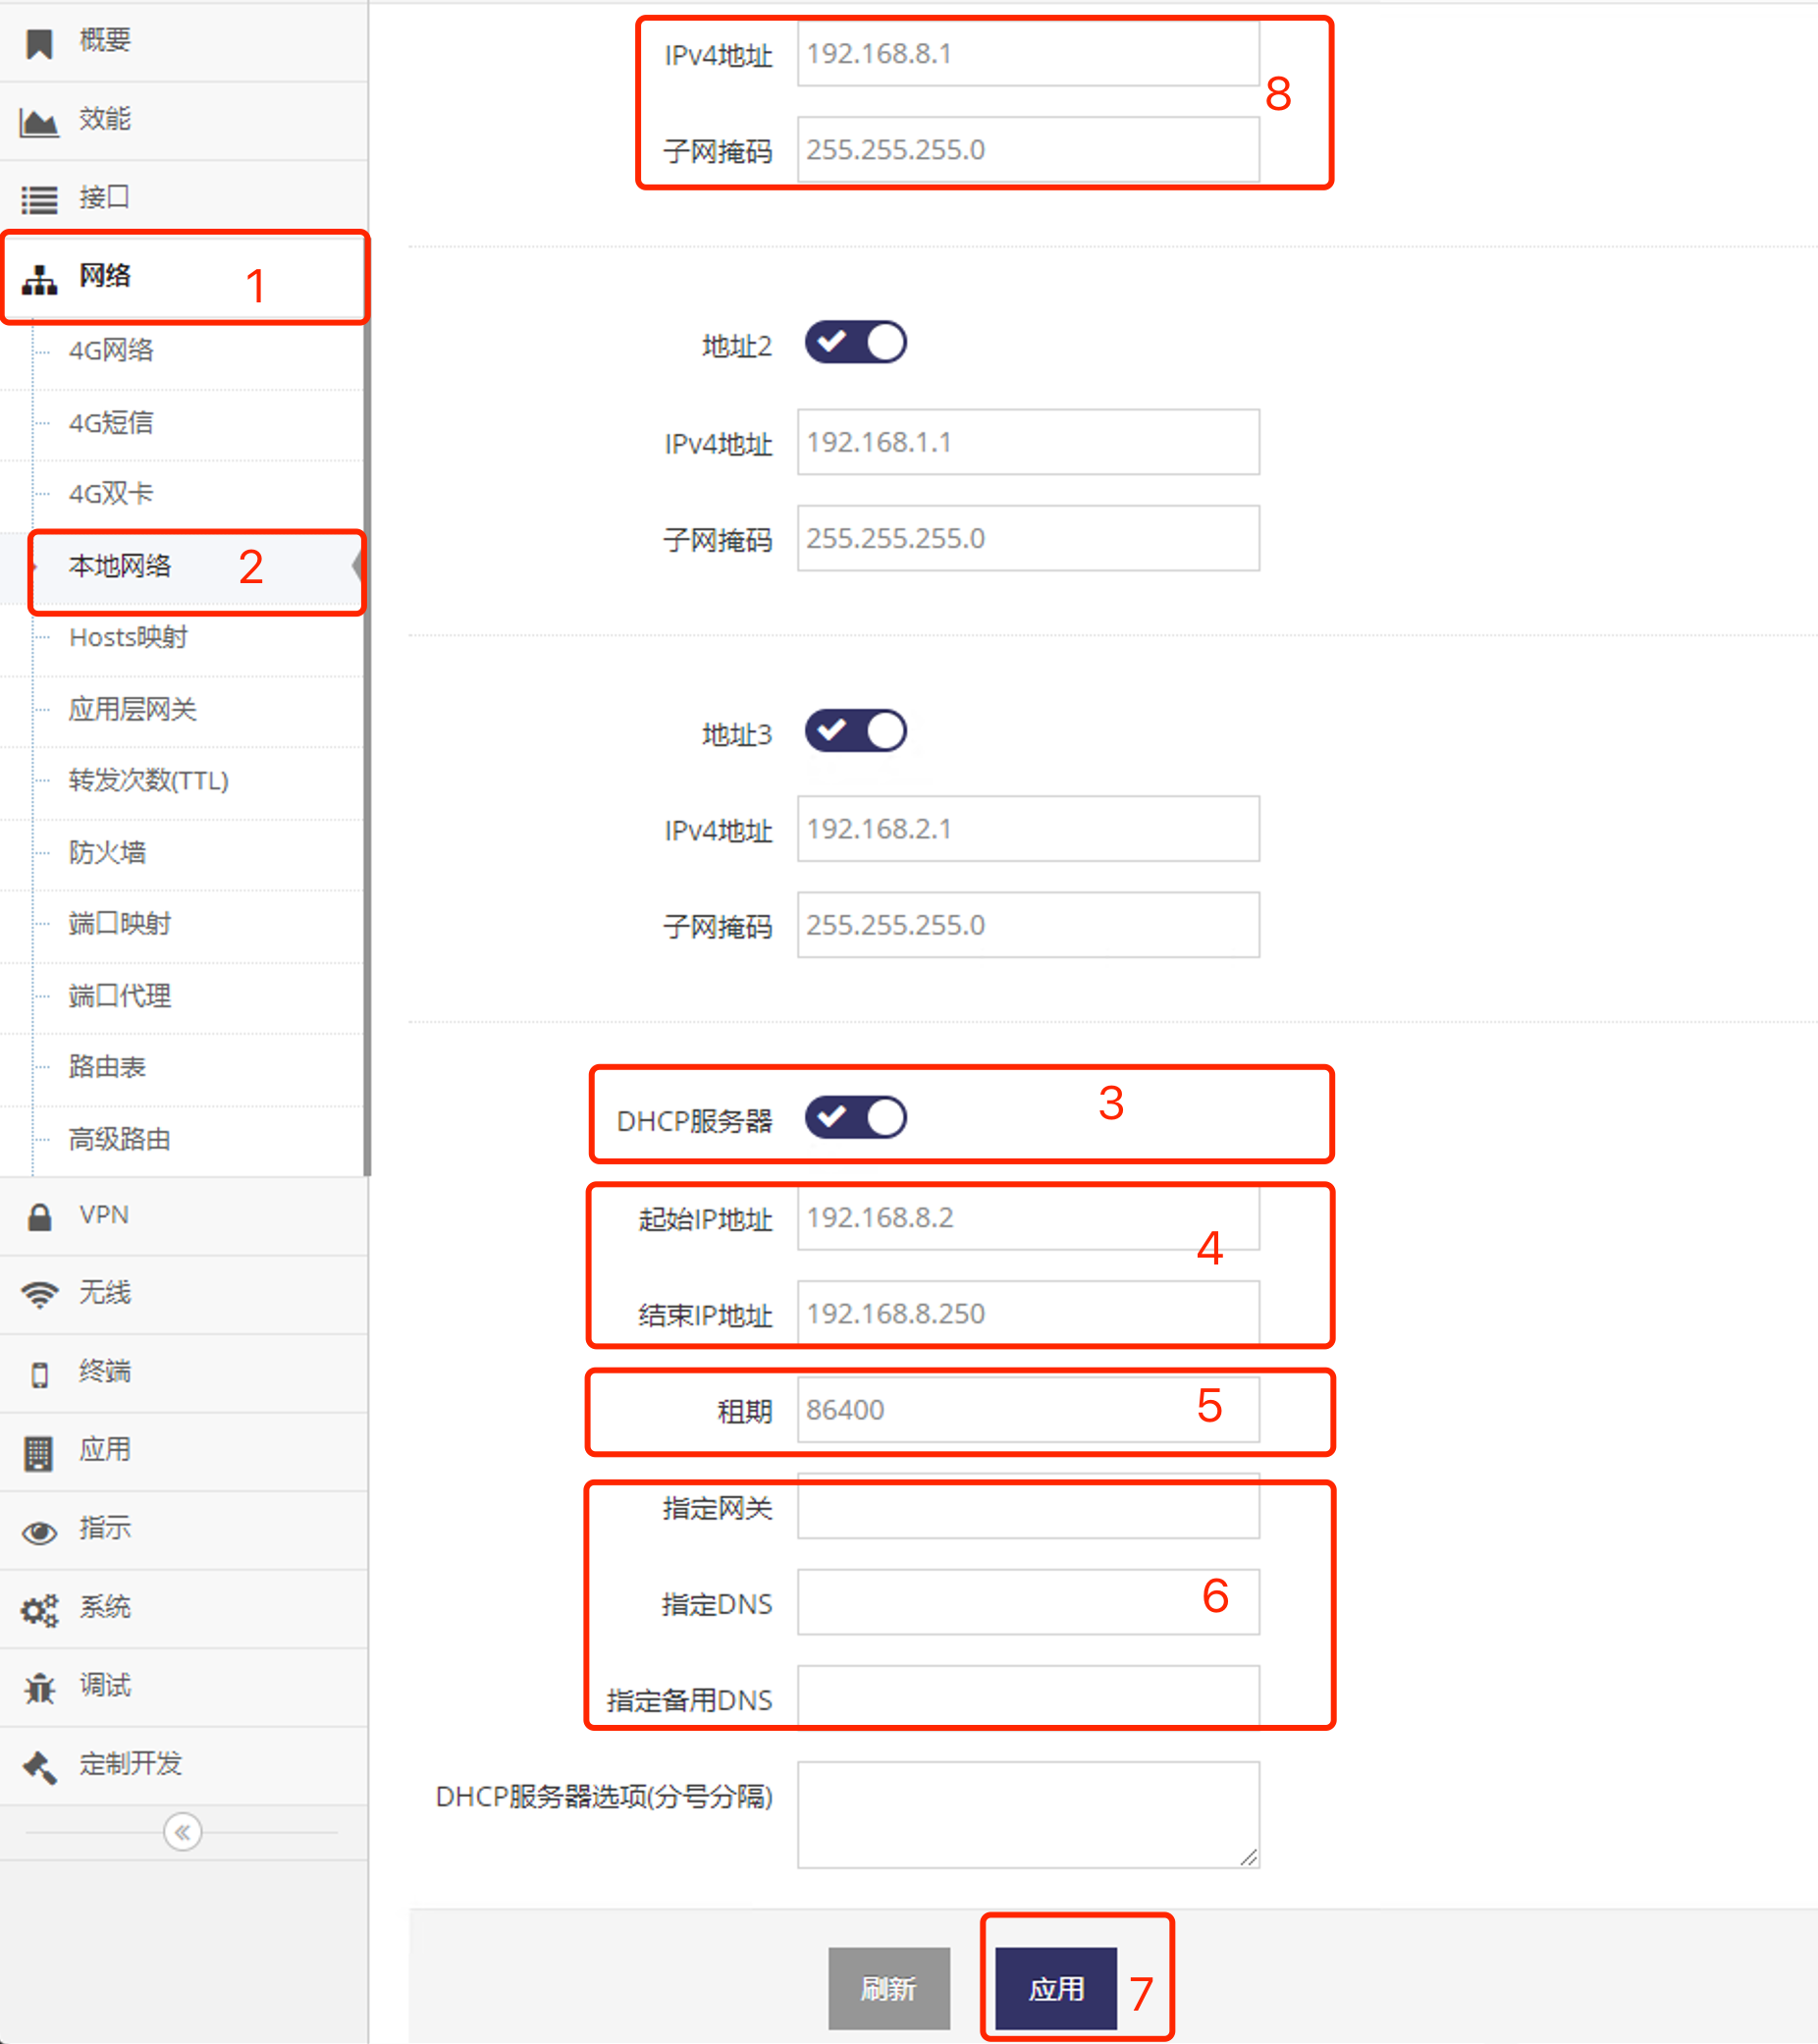 概要
效能
接口
网络 1
4G网络
4G短信
4G双卡
本地网络 2
Hosts映射
应用层网关
转发次数(TTL)
防火墙
端口映射
端口代理
路由表
高级路由
VPN
无线
终端
应用
指示
系统
调试
定制开发
IPv4地址 192.168.8.1
8
子网掩码 255.255.255.0
地址2
IPv4地址 192.168.1.1
子网掩码 255.255.255.0
地址3
IPv4地址 192.168.2.1
子网掩码 255.255.255.0
DHCP服务器 3
起始IP地址 192.168.8.2
4
结束IP地址 192.168.8.250
租期 86400 5
指定网关
指定DNS 6
指定备用DNS
DHCP服务器选项(分号分隔)
刷新 应用 7